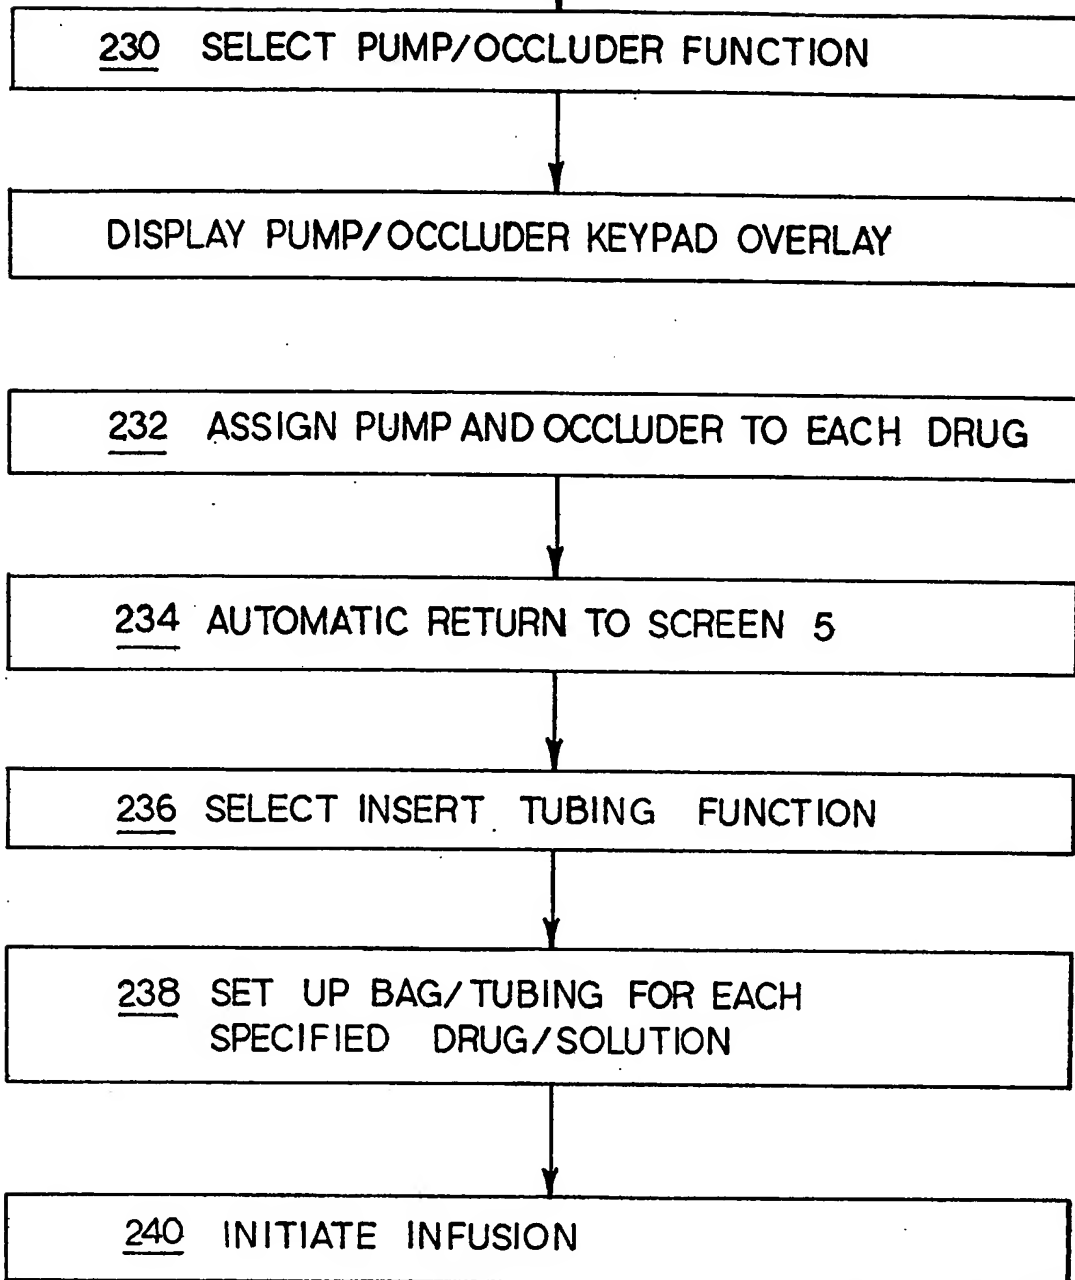 230 SELECT PUMP/OCCLUDER FUNCTION
DISPLAY PUMP/OCCLUDER KEYPAD OVERLAY
232 ASSIGN PUMP AND OCCLUDER TO EACH DRUG
234 AUTOMATIC RETURN TO SCREEN 5
236 SELECT INSERT TUBING FUNCTION
238 SET UP BAG/TUBING FOR EACH
SPECIFIED DRUG/SOLUTION
240 INITIATE INFUSION